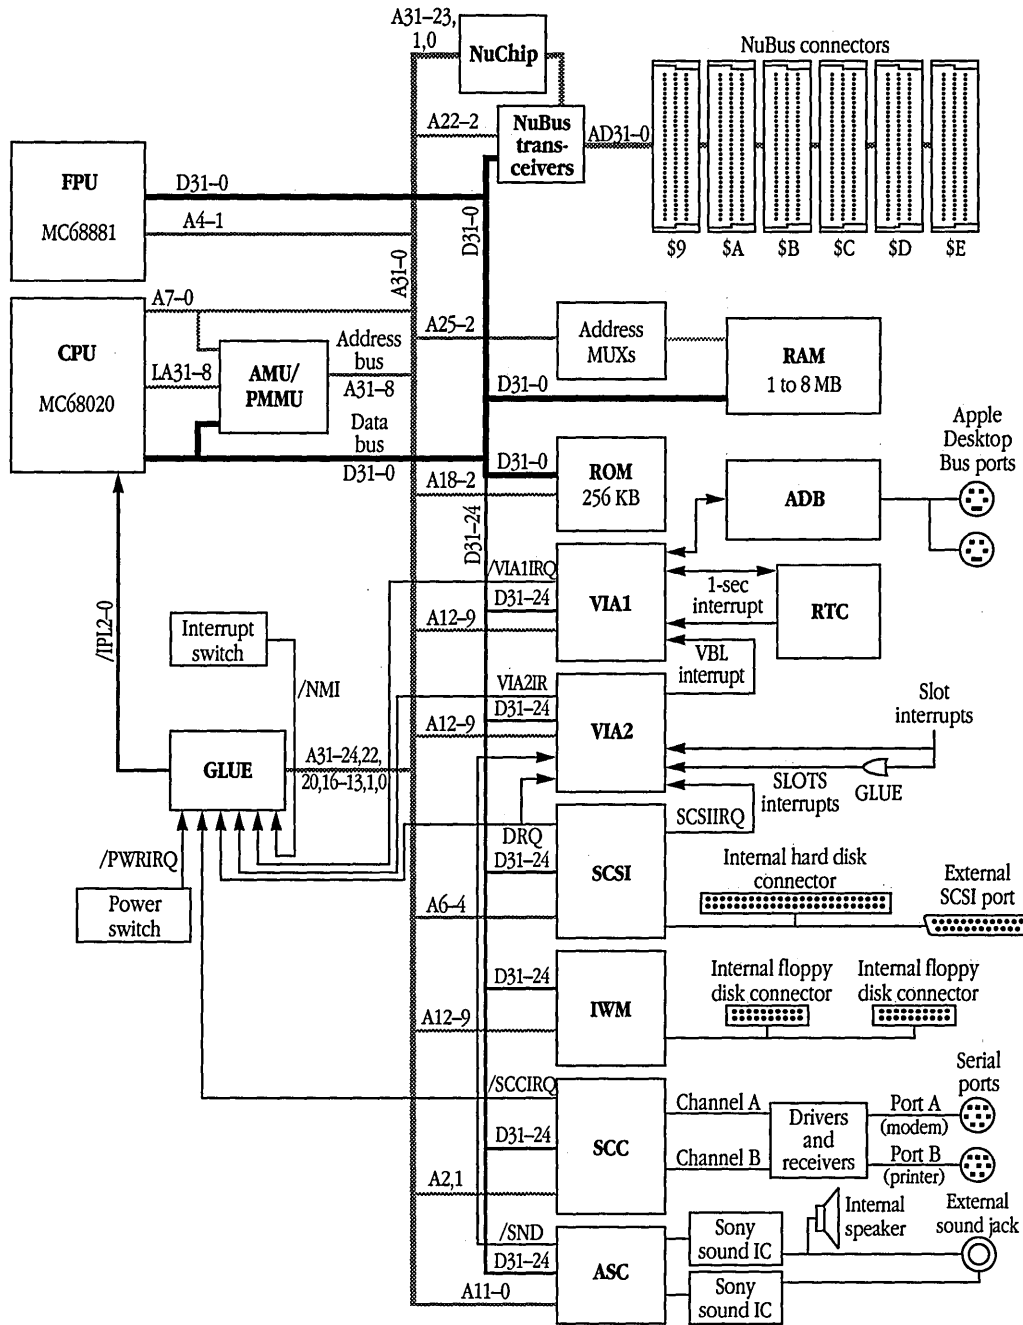 A31–23,
1,0
NuChip
NuBus connectors
A22–2
NuBus
trans-
ceivers
AD31–0
$9
$A
$B
$C
$D
$E
FPU
MC68881
D31–0
A4–1
D31–0
A31–0
CPU
MC68020
A7–0
LA31–8
AMU/
PMMU
Address
bus
A31–8
Data
bus
D31–0
A25–2
Address
MUXs
RAM
1 to 8 MB
D31–0
D31–0
A18–2
ROM
256 KB
ADB
Apple
Desktop
Bus ports
D31–24
/VIA1IRQ
D31–24
A12–9
VIA1
1-sec
interrupt
RTC
VBL
interrupt
/IPL2–0
Interrupt
switch
/NMI
VIA2IR
D31–24
A12–9
VIA2
Slot
interrupts
SLOTS
interrupts
GLUE
GLUE
A31–24,22,
20,16–13,1,0
/PWRIRQ
Power
switch
DRQ
D31–24
A6–4
SCSI
SCSIIRQ
Internal hard disk
connector
External
SCSI port
D31–24
A12–9
IWM
Internal floppy
disk connector
Internal floppy
disk connector
/SCCIRQ
D31–24
A2,1
SCC
Channel A
Channel B
Drivers
and
receivers
Serial
ports
Port A
(modem)
Port B
(printer)
/SND
D31–24
A11–0
ASC
Sony
sound IC
Sony
sound IC
Internal
speaker
External
sound jack